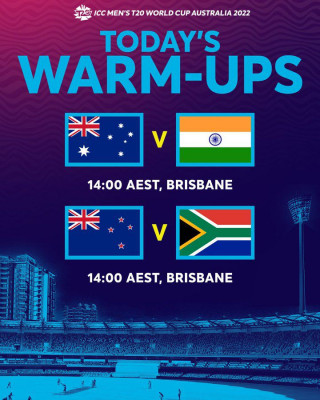 ICC MEN'S T20 WORLD CUP AUSTRALIA 2022
TODAY'S
WARM-UPS
V
14:00 AEST, BRISBANE
V
14:00 AEST, BRISBANE